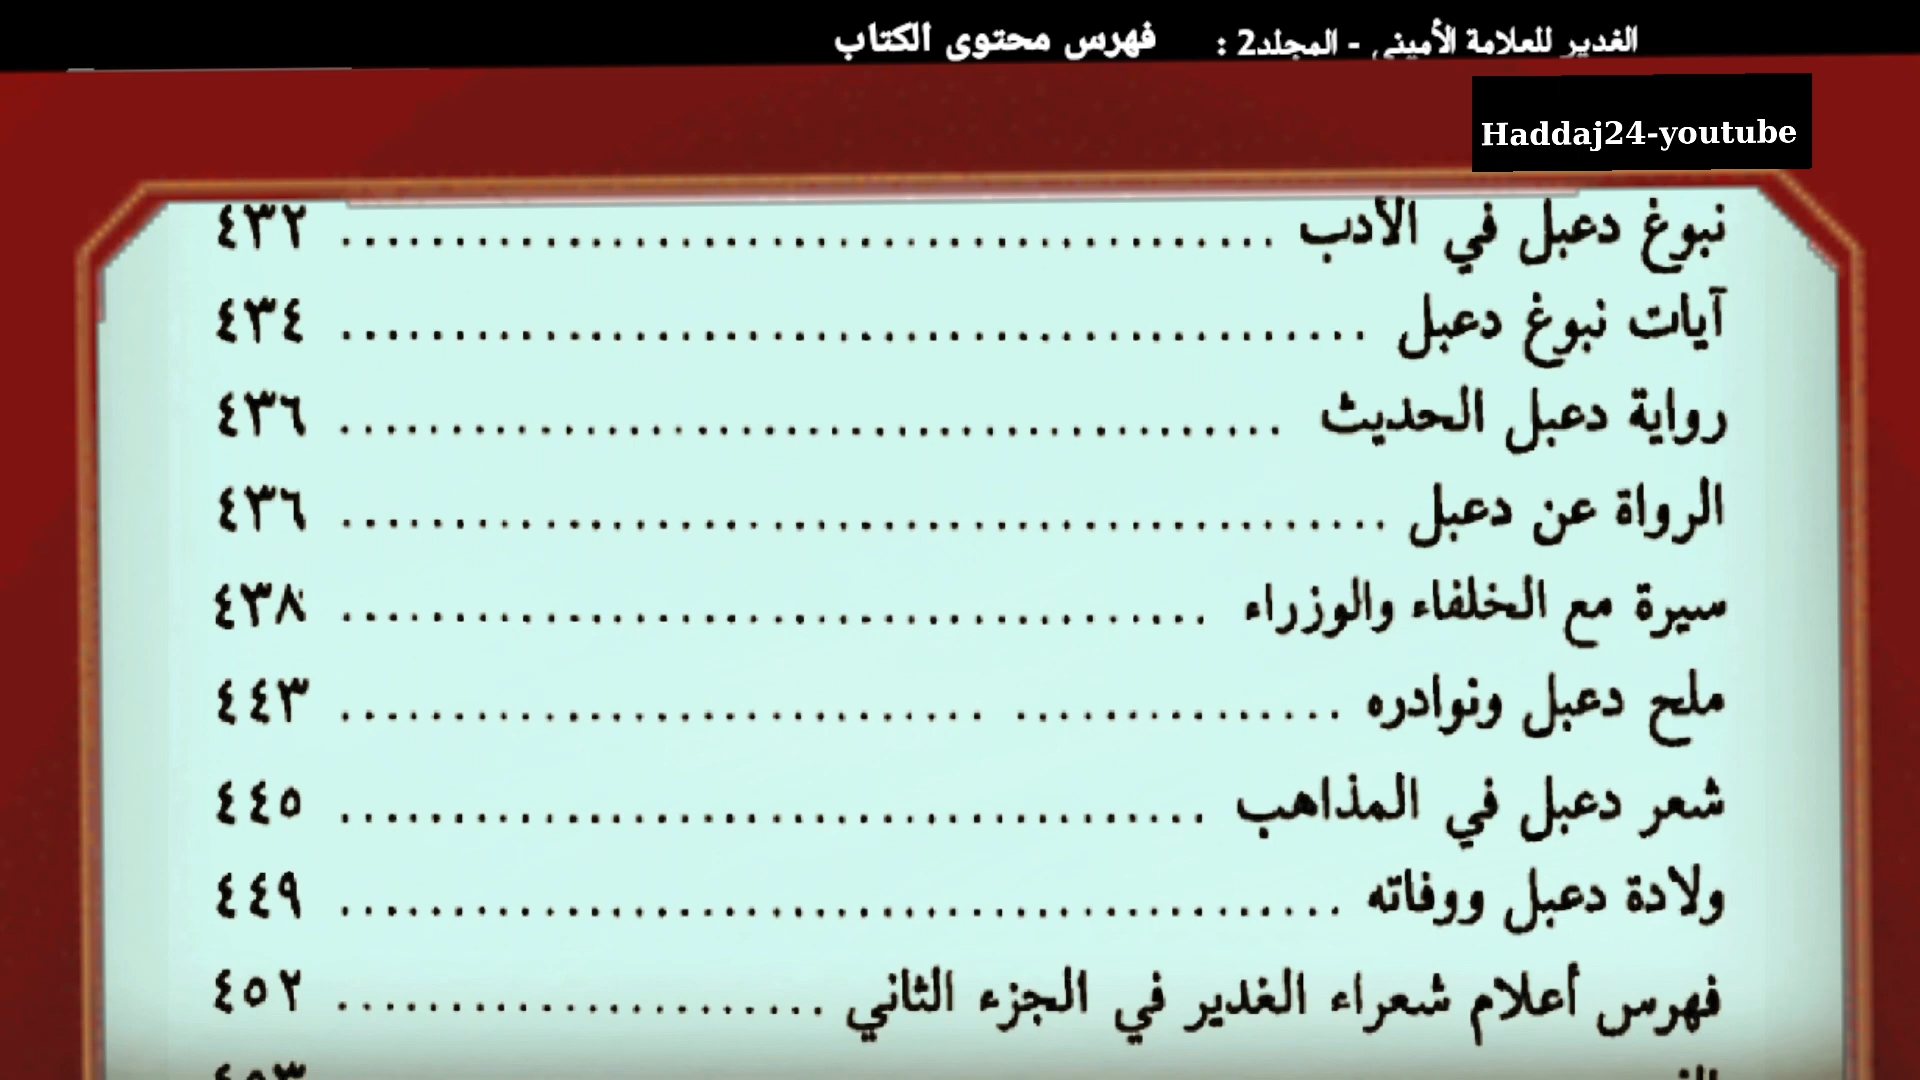 الغدير للعلامة الأميني - المجلد2 : فهرس محتوى الكتاب
Haddaj24-youtube
نبوغ دعبل في الأدب ........................................ ٤٣٢
آيات نبوغ دعبل ........................................ ٤٣٤
رواية دعبل الحديث ........................................ ٤٣٦
الرواة عن دعبل ........................................ ٤٣٦
سيرة مع الخلفاء والوزراء ........................................ ٤٣٨
ملح دعبل ونوادره ........................................ ٤٤٣
شعر دعبل في المذاهب ........................................ ٤٤٥
ولادة دعبل ووفاته ........................................ ٤٤٩
فهرس أعلام شعراء الغدير في الجزء الثاني ...................... ٤٥٢
٤٥٣